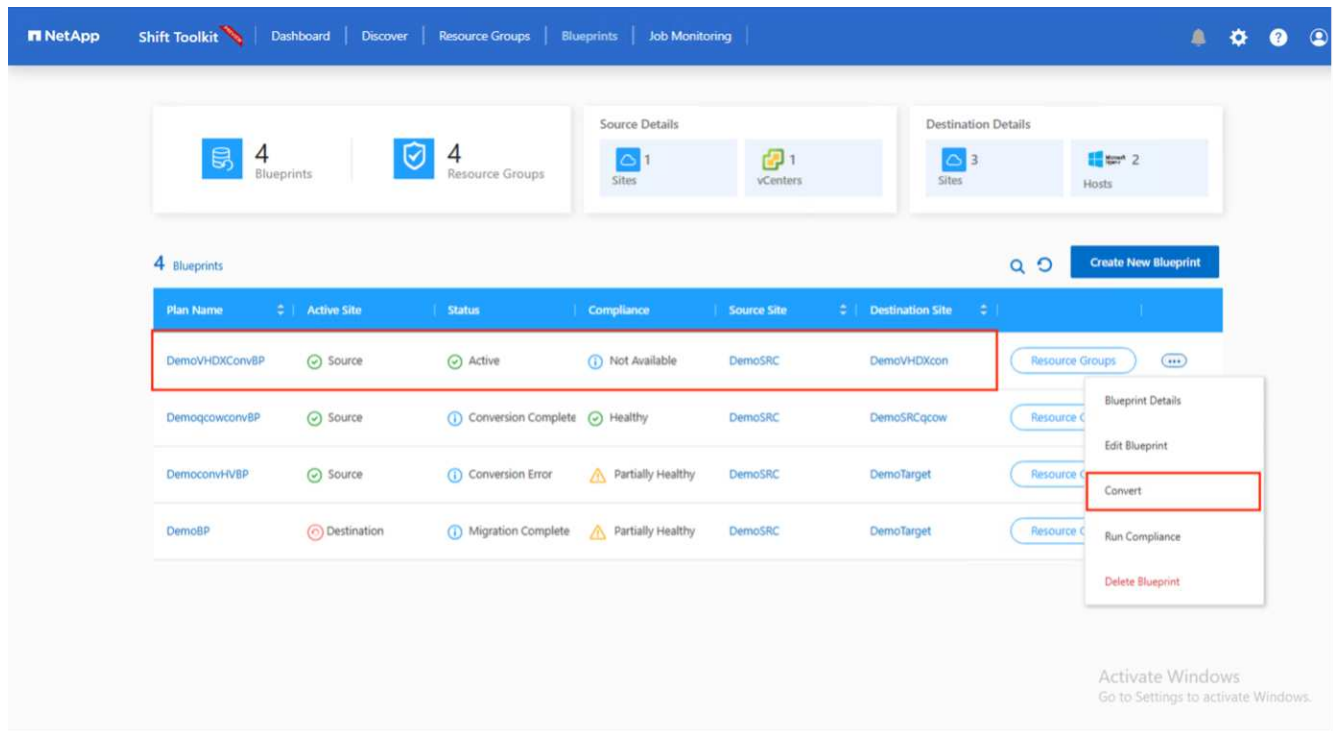 NetApp Shift Toolkit Dashboard Discover Resource Groups Blueprints Job Monitoring
4
Blueprints
4
Resource Groups
Source Details
1
Sites
1
vCenters
Destination Details
3
Sites
2
Hosts
4 Blueprints
Create New Blueprint
Plan Name Active Site Status Compliance Source Site Destination Site
DemoVHDXConvBP Source Active Not Available DemoSRC DemoVHDXcon Resource Groups
DemoqcowconvBP Source Conversion Complete Healthy DemoSRC DemoSRCqcow Resource G
DemoconvHVBP Source Conversion Error Partially Healthy DemoSRC DemoTarget Resource G
DemoBP Destination Migration Complete Partially Healthy DemoSRC DemoTarget Resource G
Blueprint Details
Edit Blueprint
Convert
Run Compliance
Delete Blueprint
Activate Windows
Go to Settings to activate Windows.